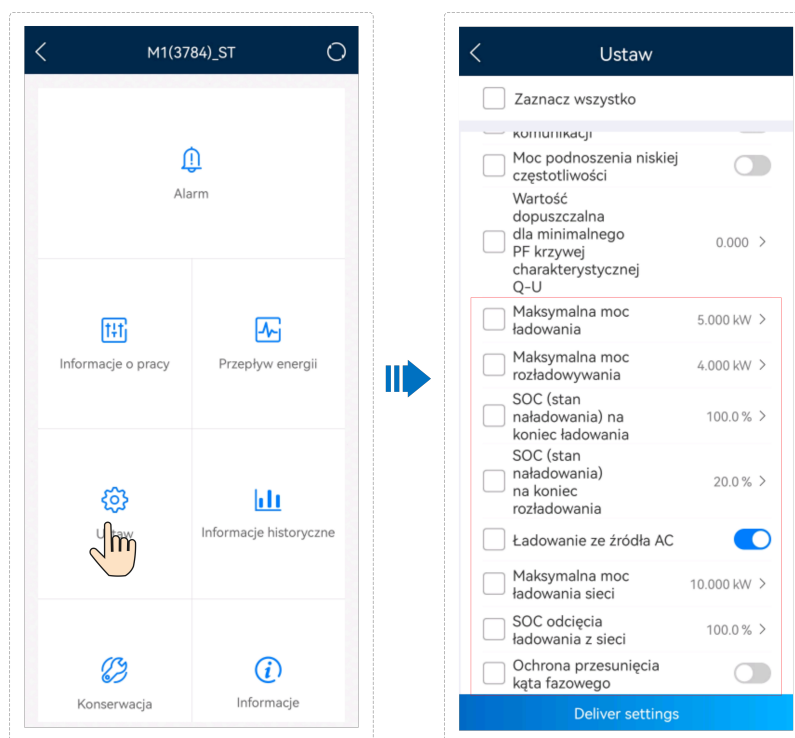 M1(3784)_ST
Alarm
Informacje o pracy
Przepływ energii
Ustaw
Informacje historyczne
Konserwacja
Informacje
Ustaw
Zaznacz wszystko
komunikacji
Moc podnoszenia niskiej
częstotliwości
Wartość
dopuszczalna
dla minimalnego
PF krzywej
charakterystycznej
Q-U
0.000
Maksymalna moc
ładowania
5.000 kW
Maksymalna moc
rozładowywania
4.000 kW
SOC (stan
naładowania) na
koniec ładowania
100.0 %
SOC (stan
naładowania)
na koniec
rozładowania
20.0 %
Ładowanie ze źródła AC
Maksymalna moc
ładowania sieci
10.000 kW
SOC odcięcia
ładowania z sieci
100.0 %
Ochrona przesunięcia
kąta fazowego
Deliver settings